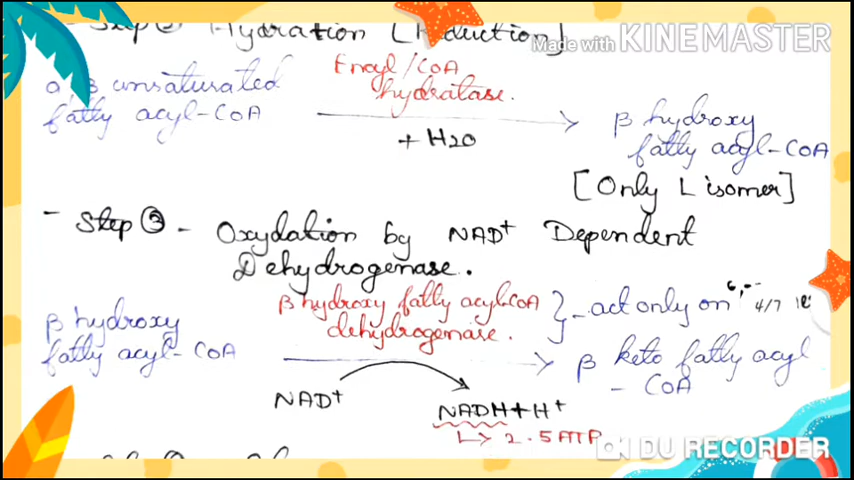 - Step ② Hydration [Reduction]
Made with KINEMASTER
α β unsaturated
fatty acyl-CoA
Enoyl/CoA
hydratase.
+ H2O
β hydroxy
fatty acyl-CoA
[Only L isomer]
- Step ③ - Oxydation by NAD+ Dependent
Dehydrogenase.
β hydroxy
fatty acyl-CoA
β hydroxy fatty acyl-CoA
dehydrogenase.
} - act only on
β keto fatty acyl
- CoA
NAD+
NADH+H+
↳ 2.5 ATP
DU RECORDER